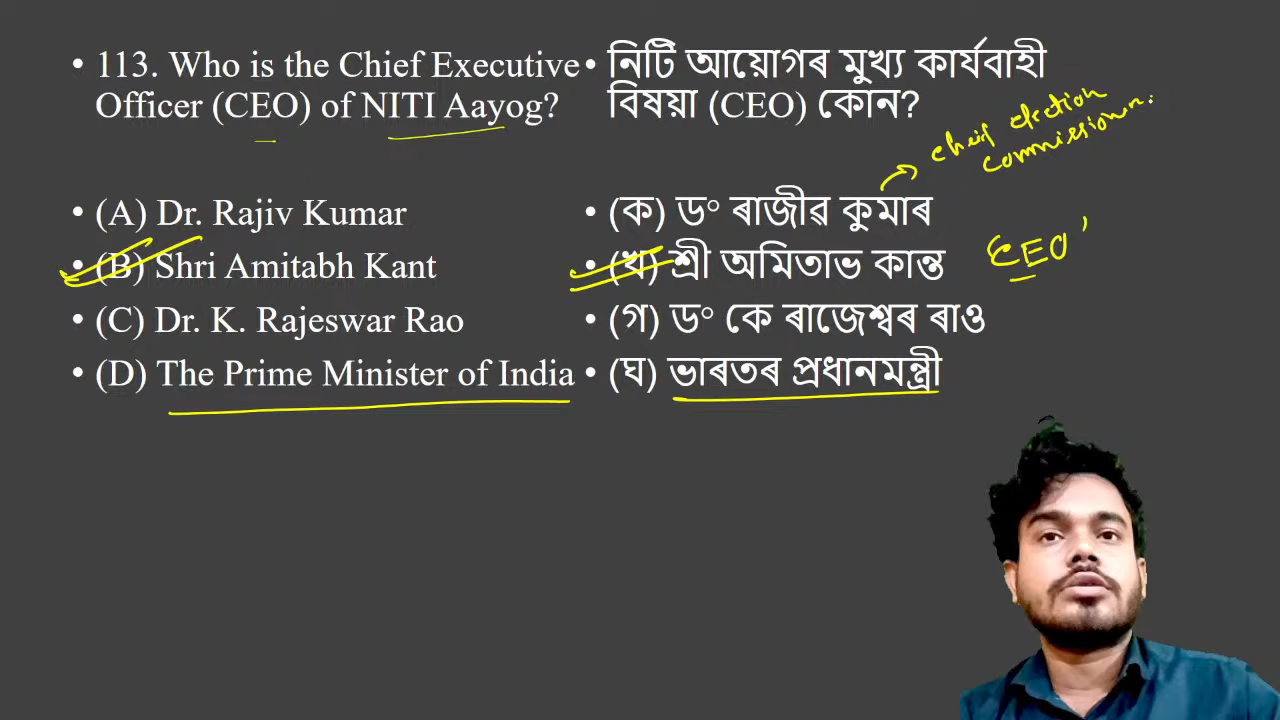 • 113. Who is the Chief Executive
Officer (CEO) of NITI Aayog?
• (A) Dr. Rajiv Kumar
• (B) Shri Amitabh Kant
• (C) Dr. K. Rajeswar Rao
• (D) The Prime Minister of India
• নিটি আয়োগৰ মুখ্য কাৰ্যবাহী
বিষয়া (CEO) কোন?
• (ক) ড° ৰাজীৱ কুমাৰ
• (খ) শ্ৰী অমিতাভ কান্ত
• (গ) ড° কে ৰাজেশ্বৰ ৰাও
• (ঘ) ভাৰতৰ প্ৰধানমন্ত্ৰী
election
commissioner.
CEO